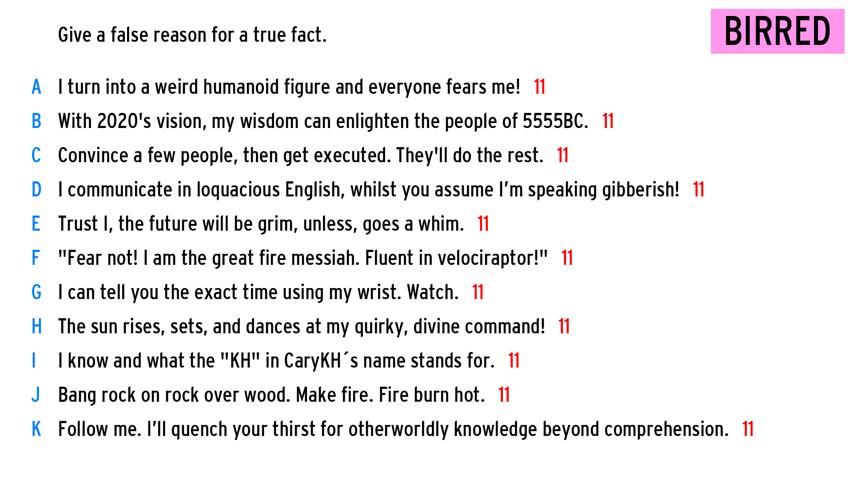 Give a false reason for a true fact.
BIRRED
A I turn into a weird humanoid figure and everyone fears me! 11
B With 2020's vision, my wisdom can enlighten the people of 5555BC. 11
C Convince a few people, then get executed. They'll do the rest. 11
D I communicate in loquacious English, whilst you assume I’m speaking gibberish! 11
E Trust I, the future will be grim, unless, goes a whim. 11
F "Fear not! I am the great fire messiah. Fluent in velociraptor!" 11
G I can tell you the exact time using my wrist. Watch. 11
H The sun rises, sets, and dances at my quirky, divine command! 11
I I know and what the "KH" in CaryKH´s name stands for. 11
J Bang rock on rock over wood. Make fire. Fire burn hot. 11
K Follow me. I’ll quench your thirst for otherworldly knowledge beyond comprehension. 11